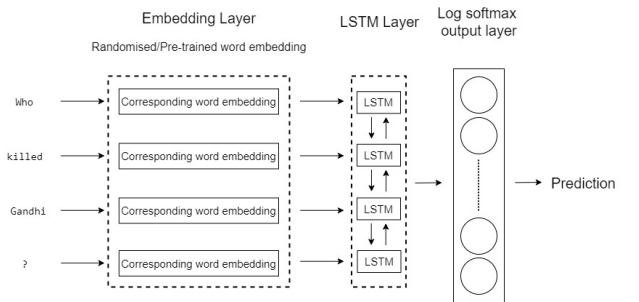 Embedding Layer
LSTM Layer
Log softmax
output layer
Randomised/Pre-trained word embedding
Who
Corresponding word embedding
LSTM
killed
Corresponding word embedding
LSTM
Prediction
Gandhi
Corresponding word embedding
LSTM
?
Corresponding word embedding
LSTM